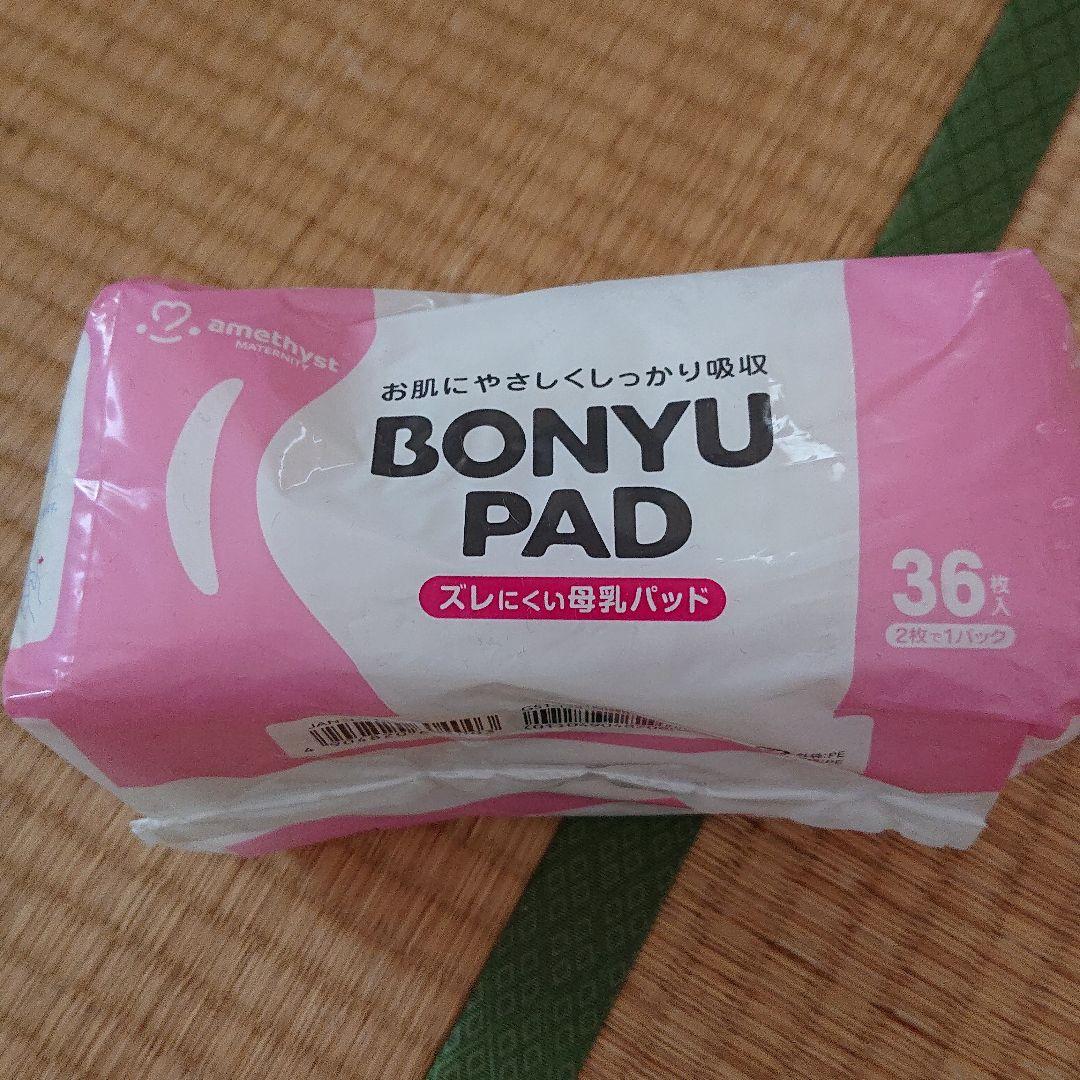 amethyst
MATERNITY
お肌にやさしくしっかり吸収
BONYU
PAD
ズレにくい母乳パッド
36枚入
2枚で1パック
JAN